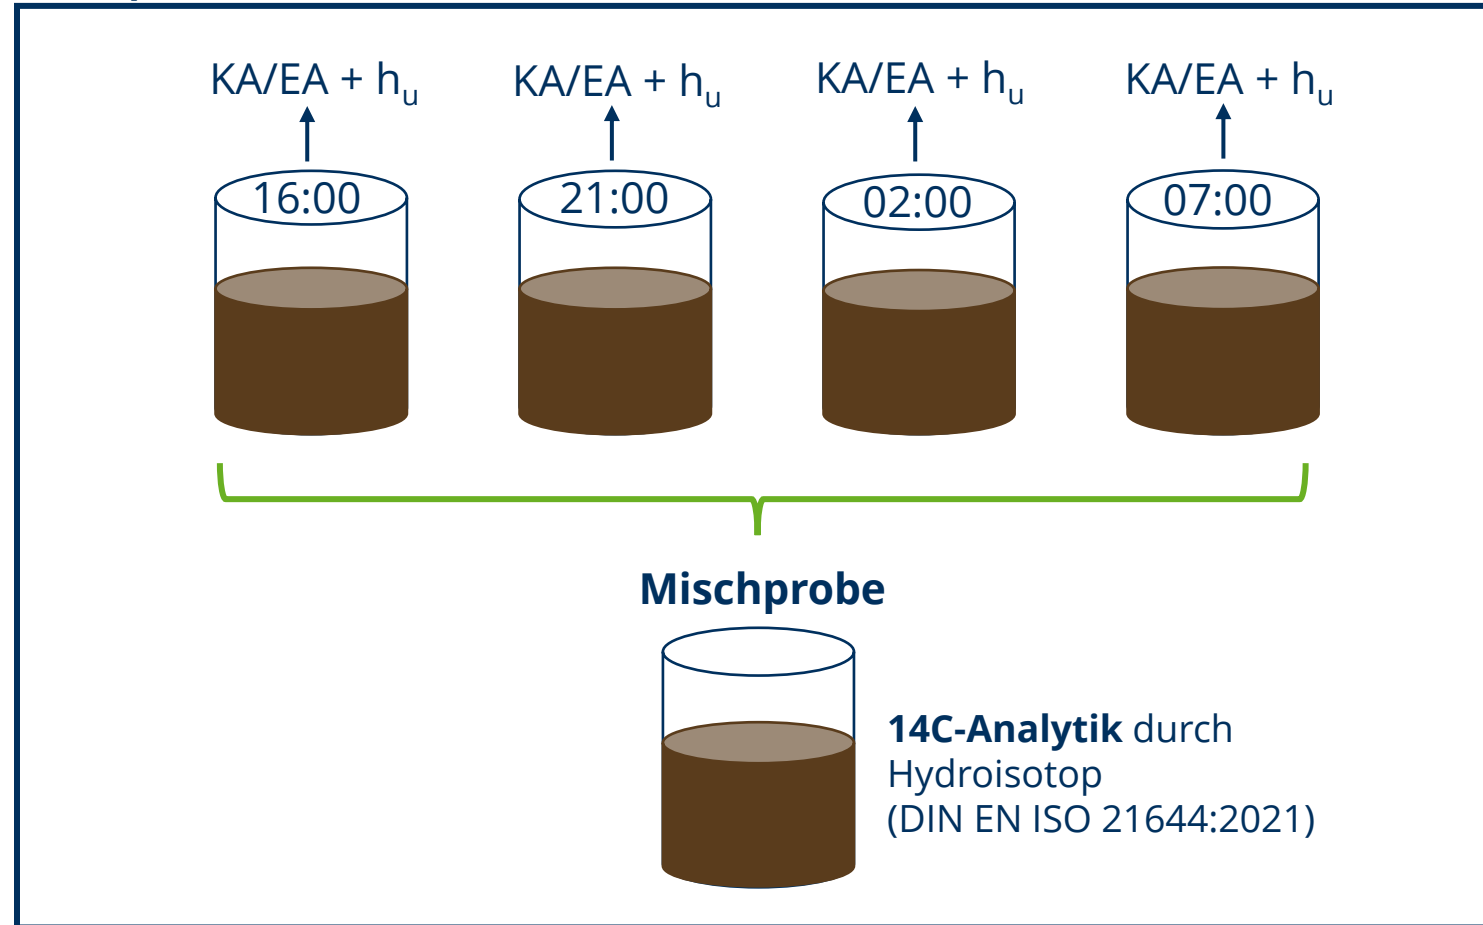 KA/EA + hu
KA/EA + hu
KA/EA + hu
KA/EA + hu
16:00
21:00
02:00
07:00
Mischprobe
14C-Analytik durch
Hydroisotop
(DIN EN ISO 21644:2021)